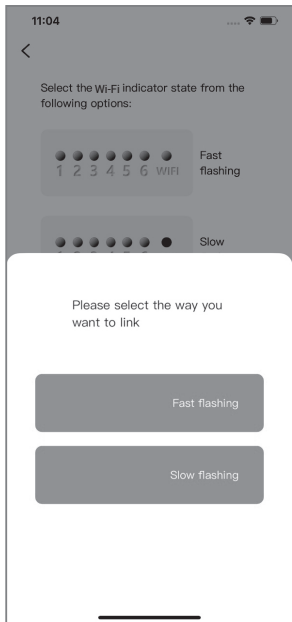 11:04
Select the Wi-Fi indicator state from the
following options:
1 2 3 4 5 6 WIFI
Fast
flashing
Slow
Please select the way you
want to link
Fast flashing
Slow flashing